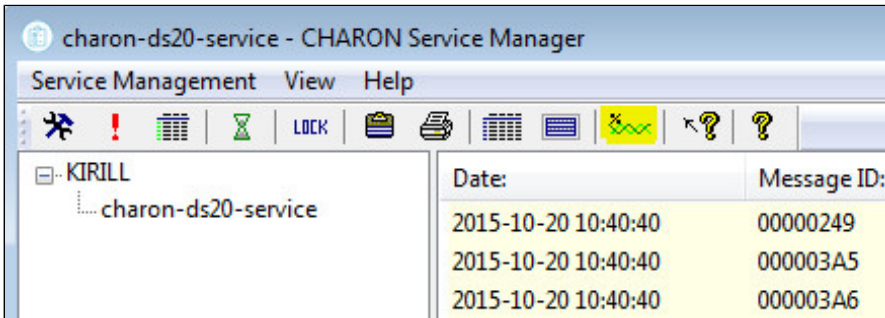 charon-ds20-service - CHARON Service Manager
Service Management View Help
LOCK
KIRILL
charon-ds20-service
Date: Message ID:
2015-10-20 10:40:40 00000249
2015-10-20 10:40:40 000003A5
2015-10-20 10:40:40 000003A6